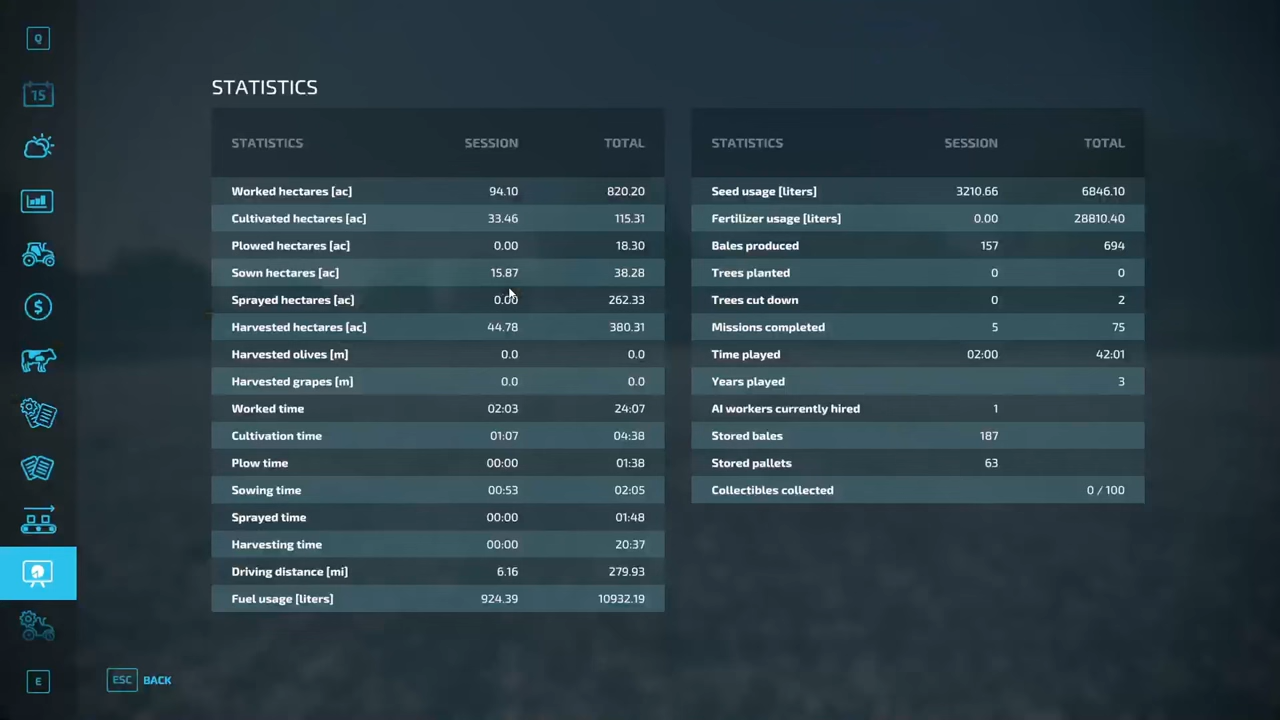 Q
15
STATISTICS
STATISTICS SESSION TOTAL
Worked hectares [ac] 94.10 820.20
Cultivated hectares [ac] 33.46 115.31
Plowed hectares [ac] 0.00 18.30
Sown hectares [ac] 15.87 38.28
Sprayed hectares [ac] 0.00 262.33
Harvested hectares [ac] 44.78 380.31
Harvested olives [m] 0.0 0.0
Harvested grapes [m] 0.0 0.0
Worked time 02:03 24:07
Cultivation time 01:07 04:38
Plow time 00:00 01:38
Sowing time 00:53 02:05
Sprayed time 00:00 01:48
Harvesting time 00:00 20:37
Driving distance [mi] 6.16 279.93
Fuel usage [liters] 924.39 10932.19
STATISTICS SESSION TOTAL
Seed usage [liters] 3210.66 6846.10
Fertilizer usage [liters] 0.00 28810.40
Bales produced 157 694
Trees planted 0 0
Trees cut down 0 2
Missions completed 5 75
Time played 02:00 42:01
Years played 3
AI workers currently hired 1
Stored bales 187
Stored pallets 63
Collectibles collected 0 / 100
E
ESC BACK